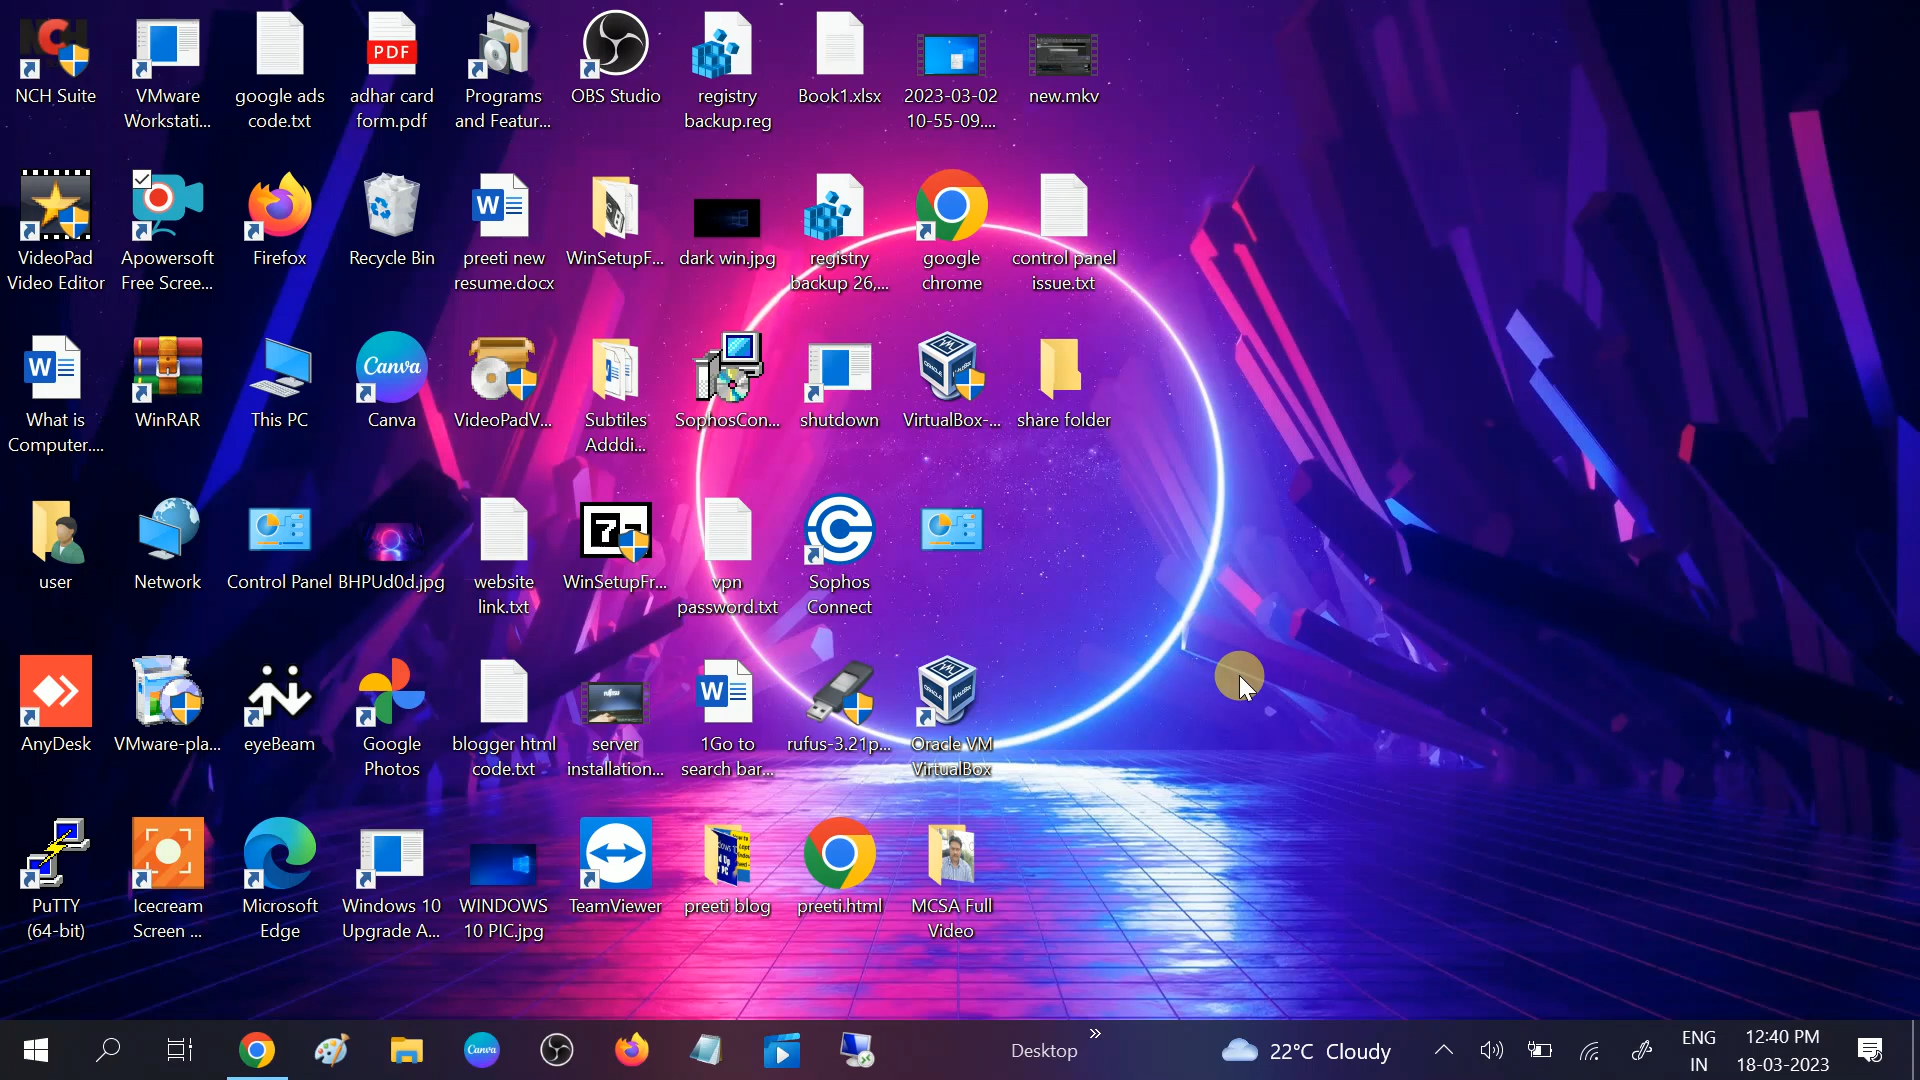 NCH Suite
VMware
Workstati...
google ads
code.txt
PDF
adhar card
form.pdf
Programs
and Featur...
OBS Studio
registry
backup.reg
Book1.xlsx
2023-03-02
10-55-09....
new.mkv
VideoPad
Video Editor
Apowersoft
Free Scree...
Firefox
Recycle Bin
W
preeti new
resume.docx
WinSetupF...
dark win.jpg
registry
backup 26,...
google
chrome
control panel
issue.txt
W
What is
Computer....
WinRAR
This PC
Canva
Canva
VideoPadV...
Subtiles
Adddi...
SophosCon...
shutdown
VirtualBox-...
share folder
user
Network
Control Panel
BHPUd0d.jpg
website
link.txt
WinSetupFr...
vpn
password.txt
Sophos
Connect
AnyDesk
VMware-pla...
eyeBeam
Google
Photos
blogger html
code.txt
FUJITSU
server
installation...
W
1Go to
search bar...
rufus-3.21p...
Oracle VM
VirtualBox
PuTTY
(64-bit)
Icecream
Screen ...
Microsoft
Edge
Windows 10
Upgrade A...
WINDOWS
10 PIC.jpg
TeamViewer
preeti blog
preeti.html
MCSA Full
Video
Canva
Desktop
22°C Cloudy
ENG
IN
12:40 PM
18-03-2023